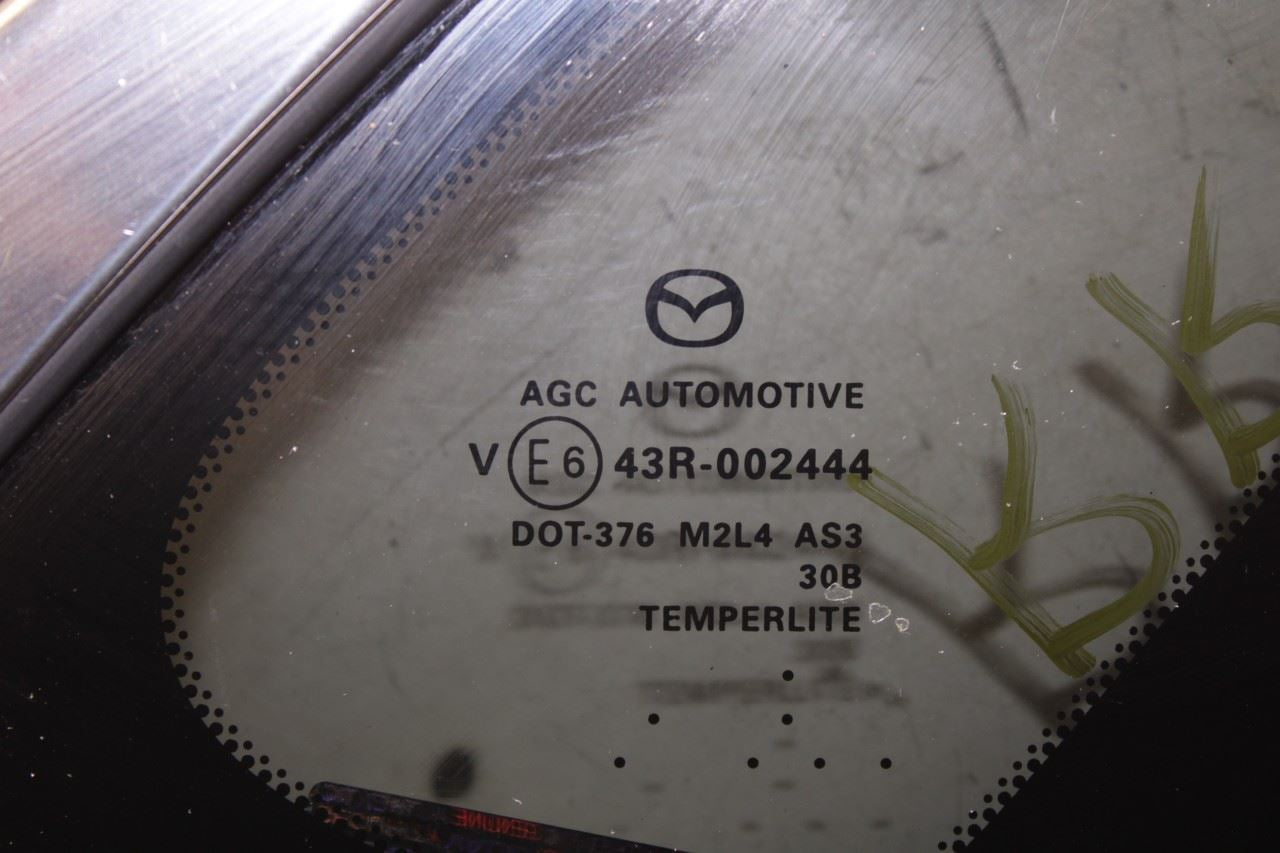 AGC AUTOMOTIVE
V E6 43R-002444
DOT-376 M2L4 AS3
30B
TEMPERLITE